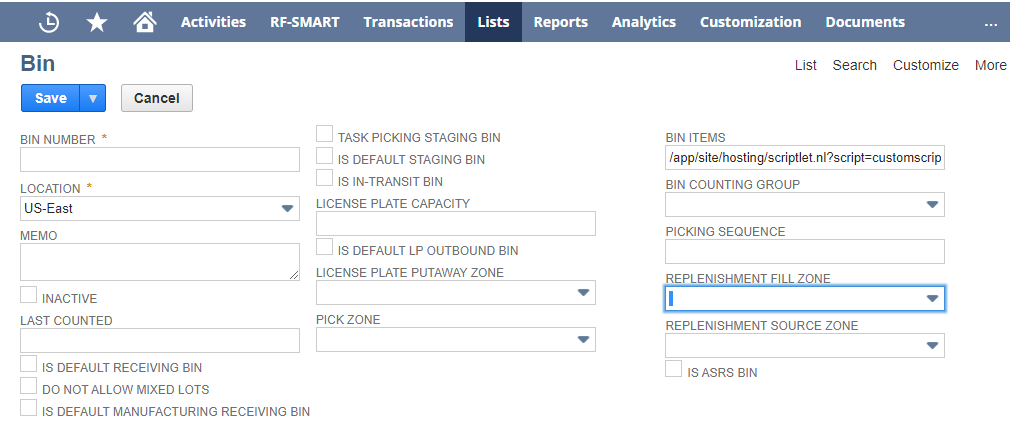 Activities RF-SMART Transactions Lists Reports Analytics Customization Documents ...
Bin
List Search Customize More
Save Cancel
BIN NUMBER *
LOCATION *
US-East
MEMO
INACTIVE
LAST COUNTED
IS DEFAULT RECEIVING BIN
DO NOT ALLOW MIXED LOTS
IS DEFAULT MANUFACTURING RECEIVING BIN
TASK PICKING STAGING BIN
IS DEFAULT STAGING BIN
IS IN-TRANSIT BIN
LICENSE PLATE CAPACITY
IS DEFAULT LP OUTBOUND BIN
LICENSE PLATE PUTAWAY ZONE
PICK ZONE
BIN ITEMS
/app/site/hosting/scriptlet.nl?script=customscrip
BIN COUNTING GROUP
PICKING SEQUENCE
REPLENISHMENT FILL ZONE
REPLENISHMENT SOURCE ZONE
IS ASRS BIN